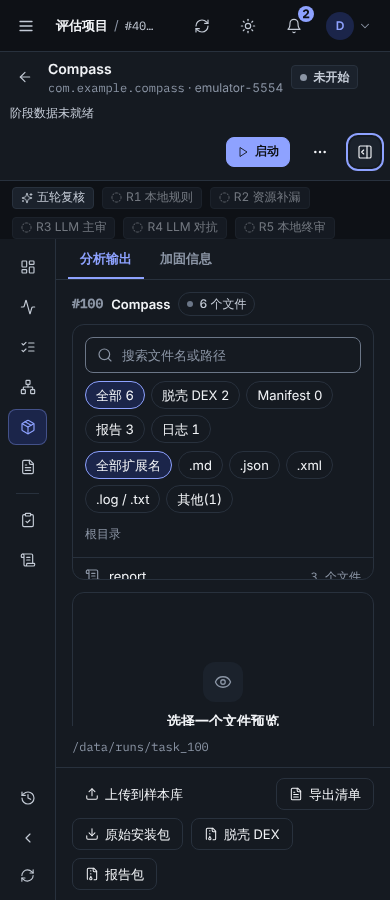 评估项目 / #40… 2 D
Compass
com.example.compass · emulator-5554 未开始
阶段数据未就绪
启动
五轮复核 R1 本地规则 R2 资源补漏
R3 LLM 主审 R4 LLM 对抗 R5 本地终审
分析输出 加固信息
#100 Compass 6 个文件
搜索文件名或路径
全部 6 脱壳 DEX 2 Manifest 0
报告 3 日志 1
全部扩展名 .md .json .xml
.log / .txt 其他(1)
根目录
report 3 个文件
选择一个文件预览
/data/runs/task_100
上传到样本库 导出清单
原始安装包 脱壳 DEX
报告包